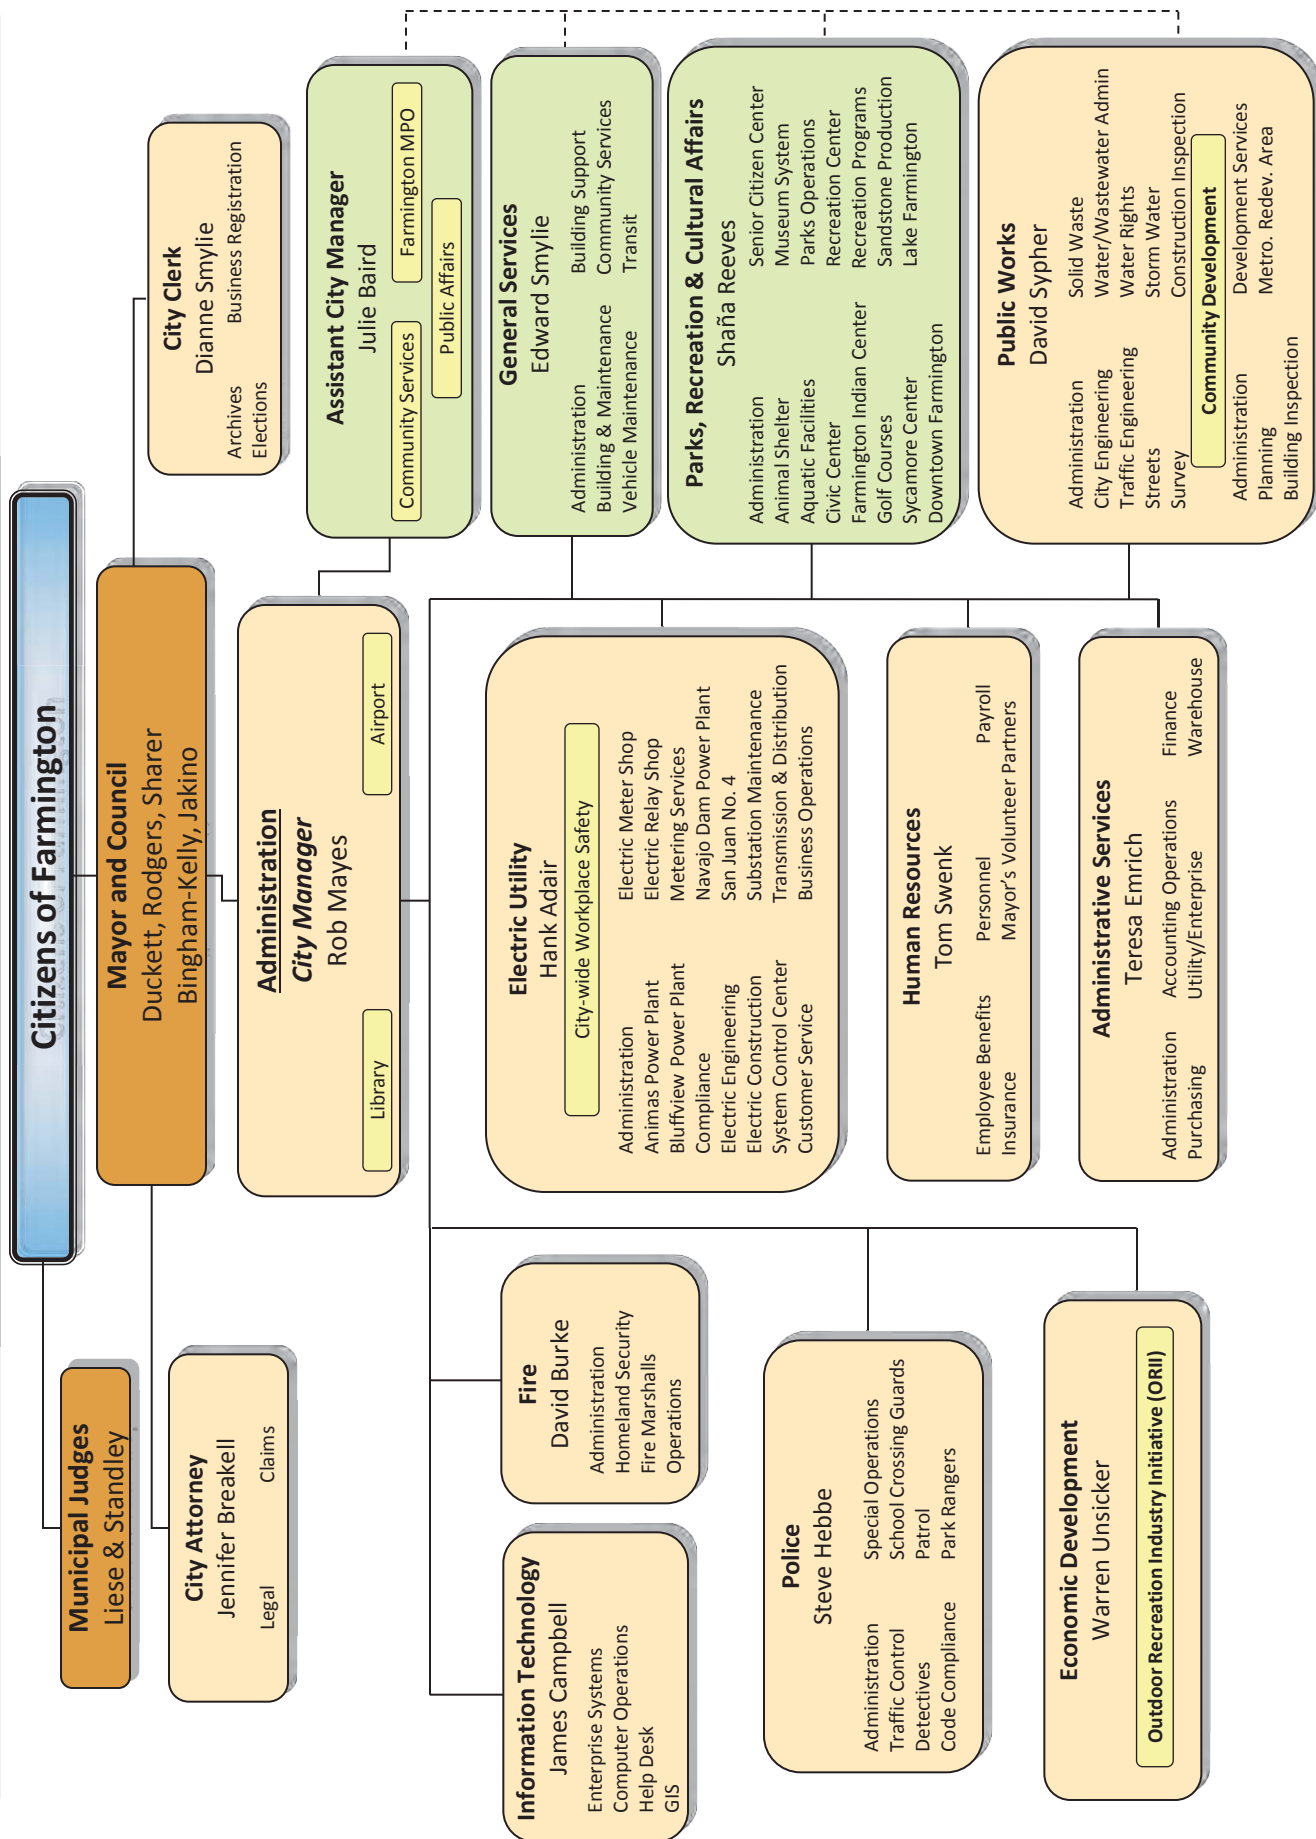 Citizens of Farmington
Municipal Judges
Liese & Standley
Mayor and Council
Duckett, Rodgers, Sharer
Bingham-Kelly, Jakino
City Attorney
Jennifer Breakell
Legal Claims
City Clerk
Dianne Smylie
Archives Business Registration
Elections
Administration
City Manager
Rob Mayes
Library Airport
Assistant City Manager
Julie Baird
Community Services Farmington MPO
Public Affairs
Information Technology
James Campbell
Enterprise Systems
Computer Operations
Help Desk
GIS
Fire
David Burke
Administration
Homeland Security
Fire Marshalls
Operations
Electric Utility
Hank Adair
City-wide Workplace Safety
Administration Electric Meter Shop
Animas Power Plant Electric Relay Shop
Bluffview Power Plant Metering Services
Compliance Navajo Dam Power Plant
Electric Engineering San Juan No. 4
Electric Construction Substation Maintenance
System Control Center Transmission & Distribution
Customer Service Business Operations
General Services
Edward Smylie
Administration Building Support
Building & Maintenance Community Services
Vehicle Maintenance Transit
Parks, Recreation & Cultural Affairs
Shaña Reeves
Administration Senior Citizen Center
Animal Shelter Museum System
Aquatic Facilities Parks Operations
Civic Center Recreation Center
Farmington Indian Center Recreation Programs
Golf Courses Sandstone Production
Sycamore Center Lake Farmington
Downtown Farmington
Police
Steve Hebbe
Administration Special Operations
Traffic Control School Crossing Guards
Detectives Patrol
Code Compliance Park Rangers
Human Resources
Tom Swenk
Employee Benefits Personnel Payroll
Insurance Mayor's Volunteer Partners
Public Works
David Sypher
Administration Solid Waste
City Engineering Water/Wastewater Admin
Traffic Engineering Water Rights
Streets Storm Water
Survey Construction Inspection
Community Development
Administration Development Services
Planning Metro. Redev. Area
Building Inspection
Economic Development
Warren Unsicker
Outdoor Recreation Industry Initiative (ORII)
Administrative Services
Teresa Emrich
Administration Accounting Operations Finance
Purchasing Utility/Enterprise Warehouse